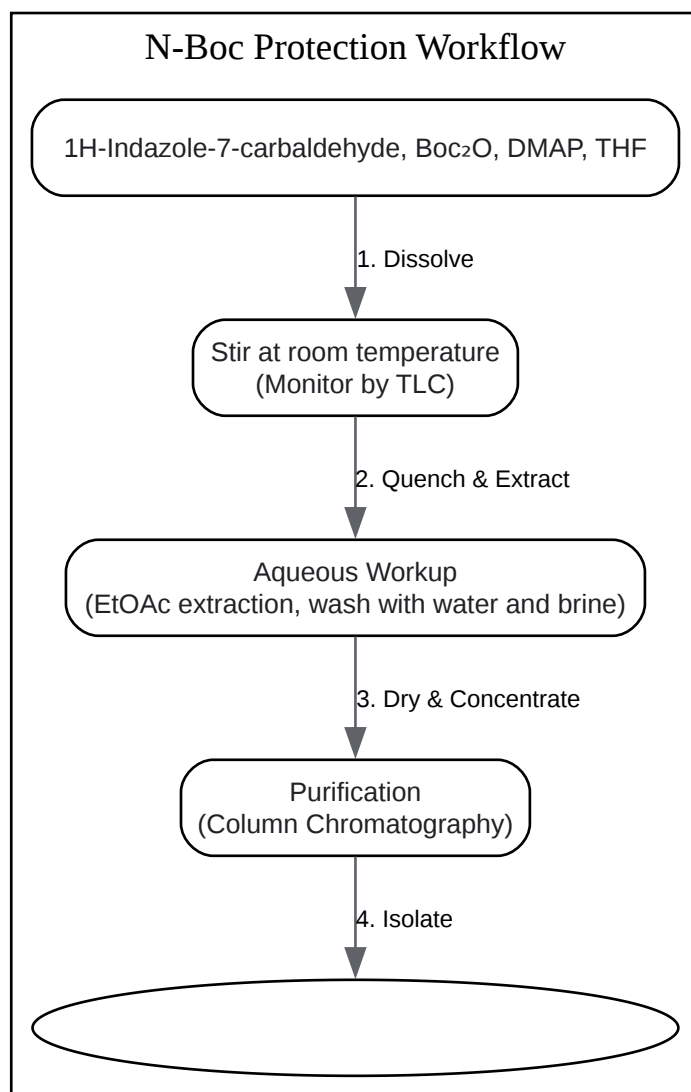 N-Boc Protection Workflow
1H-Indazole-7-carbaldehyde, Boc₂O, DMAP, THF
1. Dissolve
Stir at room temperature
(Monitor by TLC)
2. Quench & Extract
Aqueous Workup
(EtOAc extraction, wash with water and brine)
3. Dry & Concentrate
Purification
(Column Chromatography)
4. Isolate